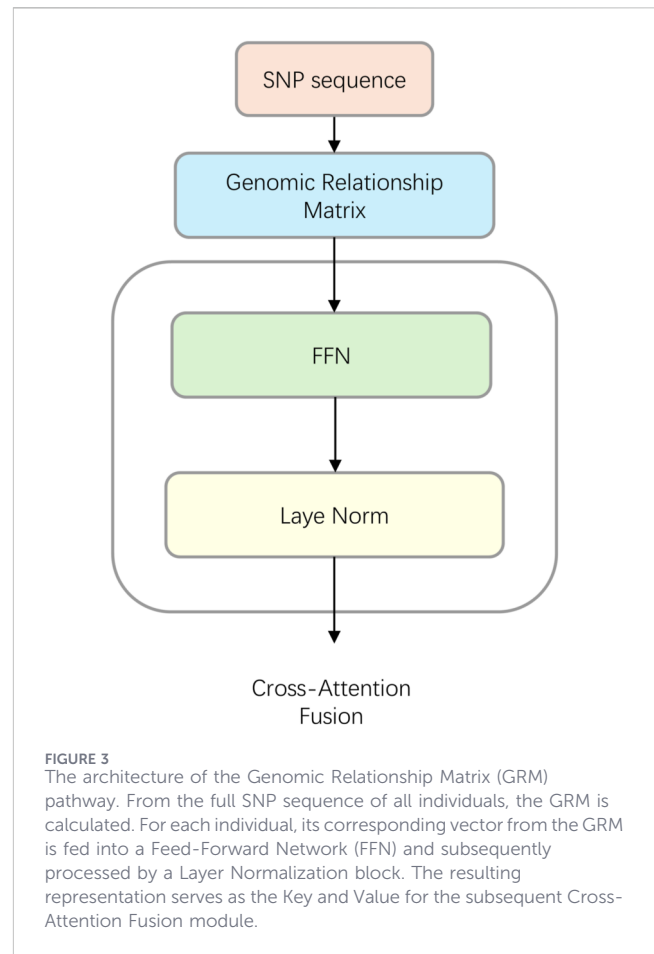 SNP sequence
Genomic Relationship
Matrix
FFN
Laye Norm
Cross-Attention
Fusion
FIGURE 3
The architecture of the Genomic Relationship Matrix (GRM)
pathway. From the full SNP sequence of all individuals, the GRM is
calculated. For each individual, its corresponding vector from the GRM
is fed into a Feed-Forward Network (FFN) and subsequently
processed by a Layer Normalization block. The resulting
representation serves as the Key and Value for the subsequent Cross-
Attention Fusion module.